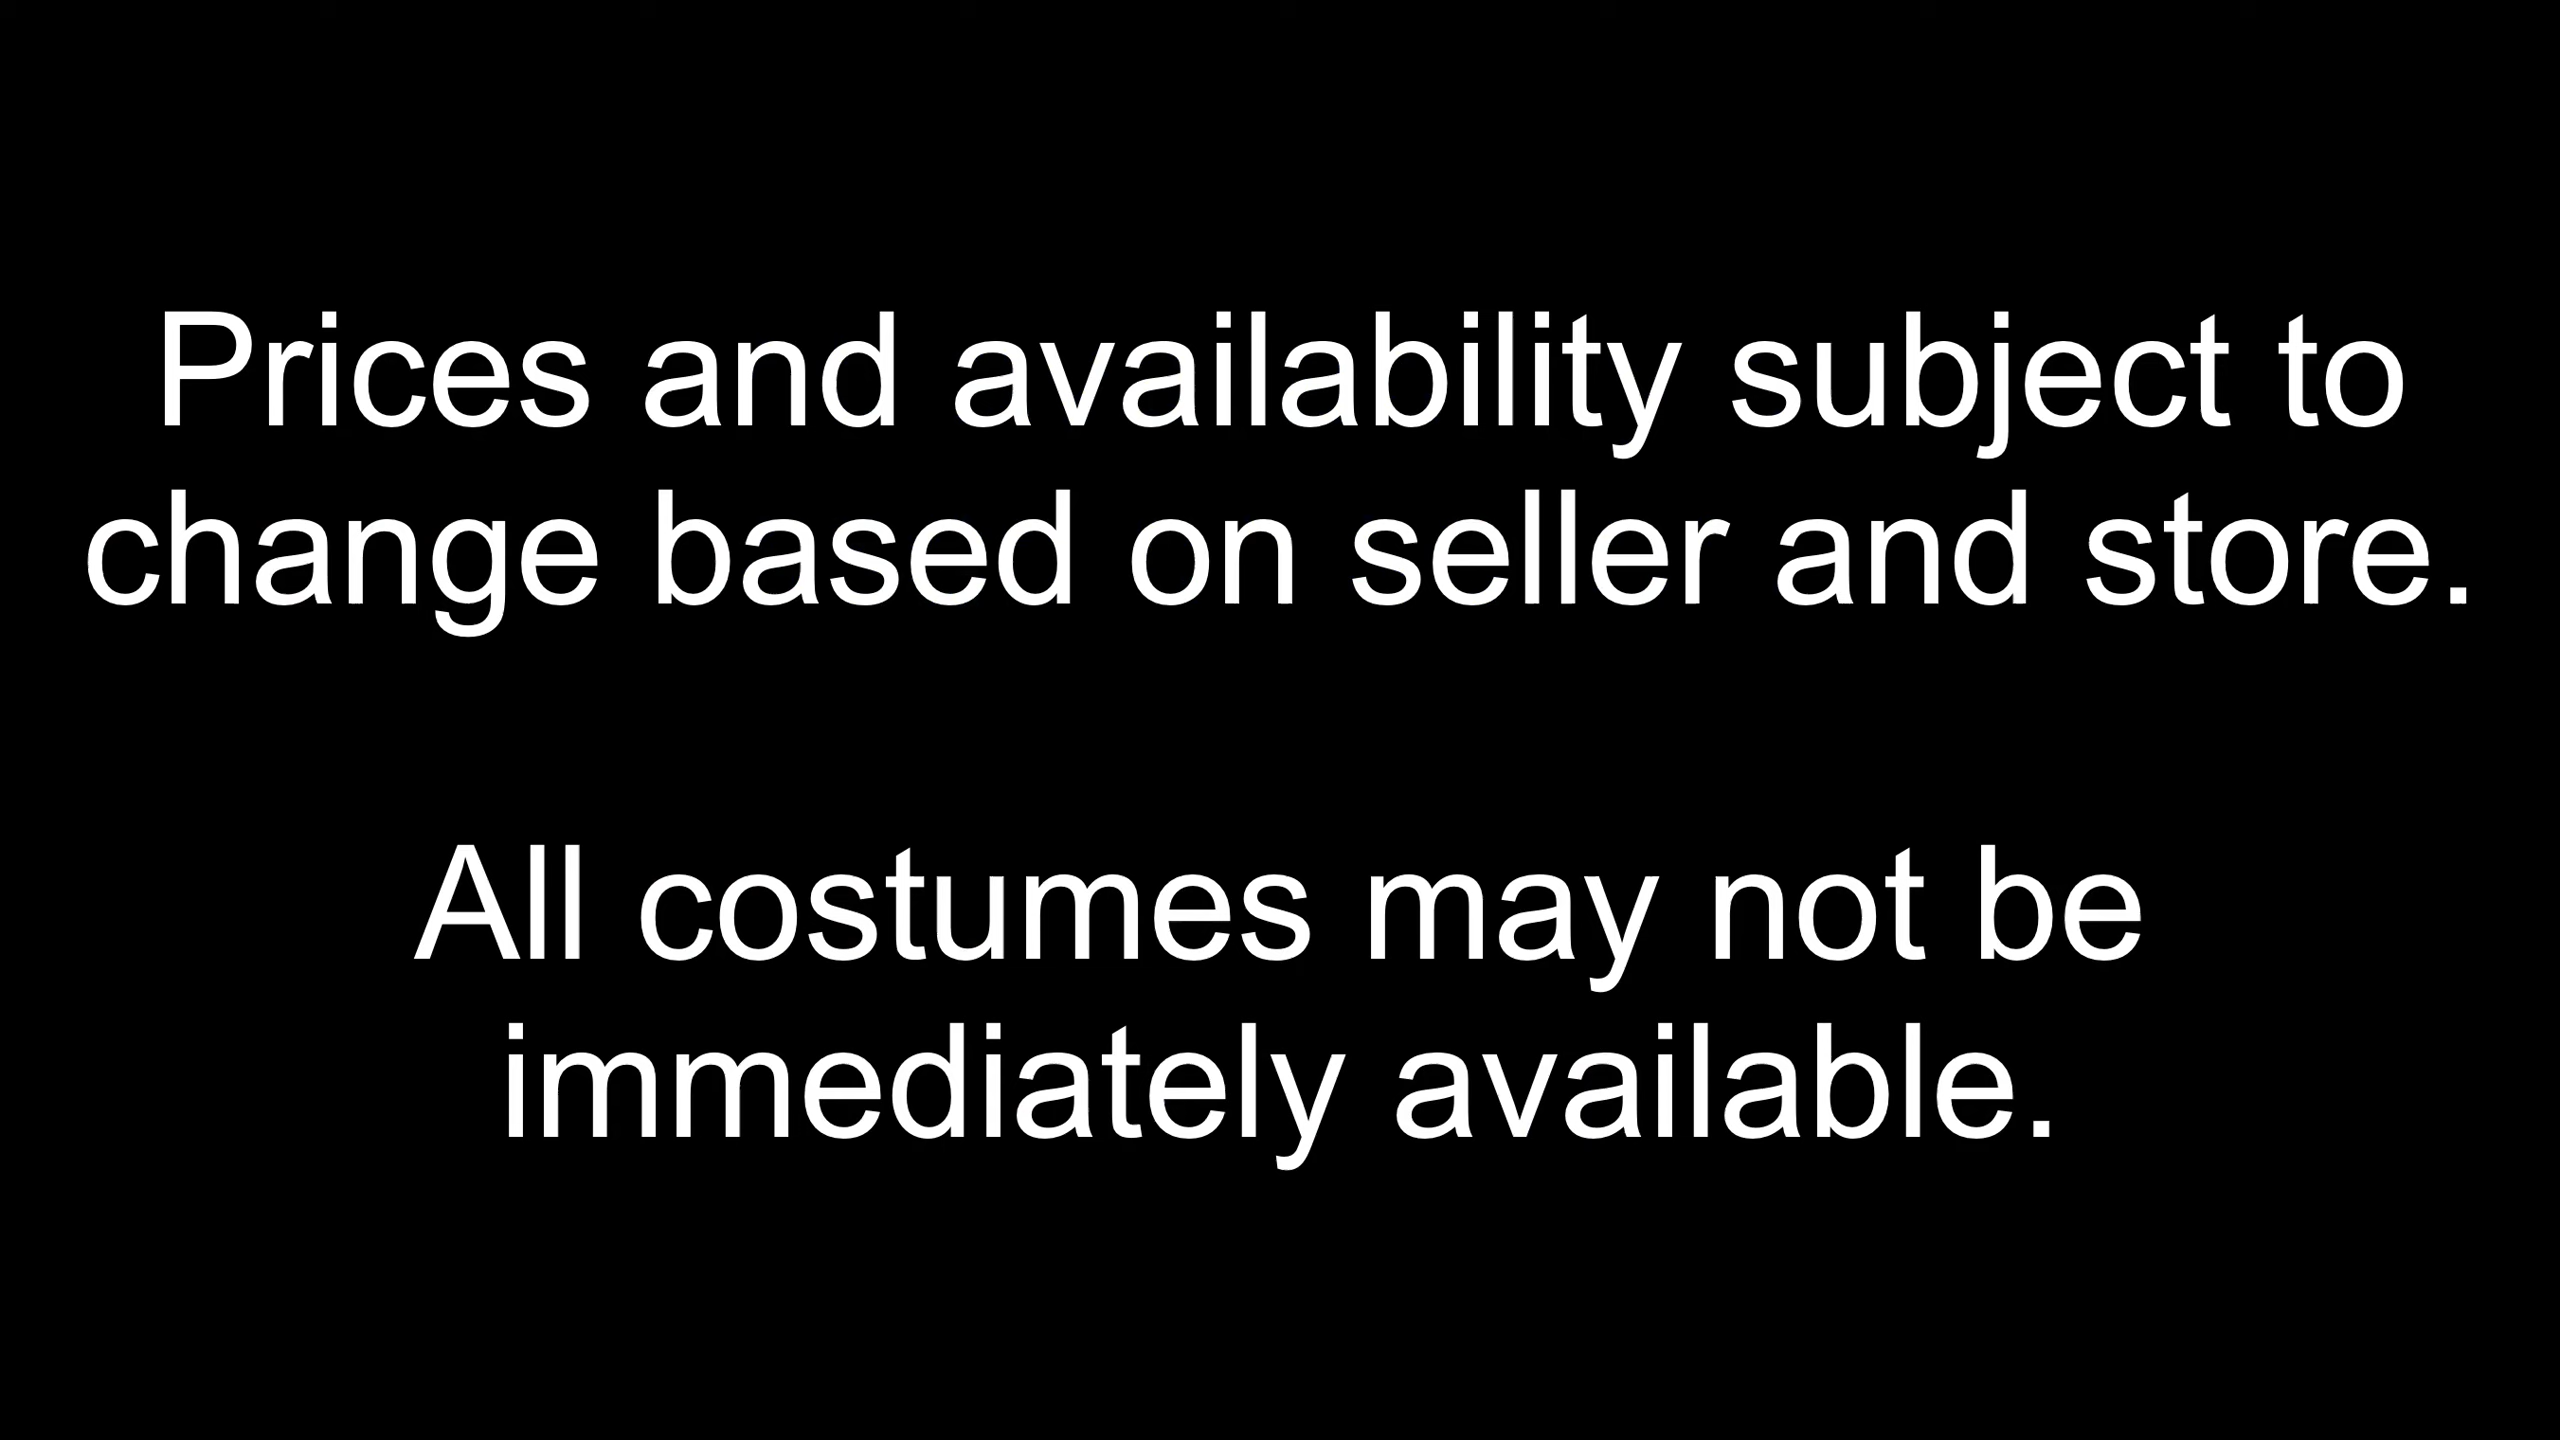 Prices and availability subject to
change based on seller and store.
All costumes may not be
immediately available.